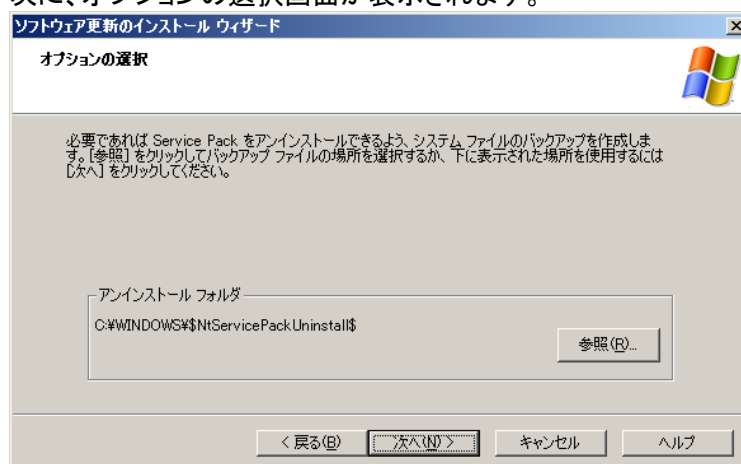 次に、オプションの選択画面が表示されます。
ソフトウェア更新のインストール ウィザード
オプションの選択
必要であれば Service Pack をアンインストールできるよう、システム ファイルのバックアップを作成しま
す。[参照] をクリックしてバックアップ ファイルの場所を選択するか、下に表示された場所を使用するには
[次へ] をクリックしてください。
アンインストール フォルダ
C:¥WINDOWS¥$NtServicePackUninstall$
参照(R)...
< 戻る(B) 次へ(N) > キャンセル ヘルプ